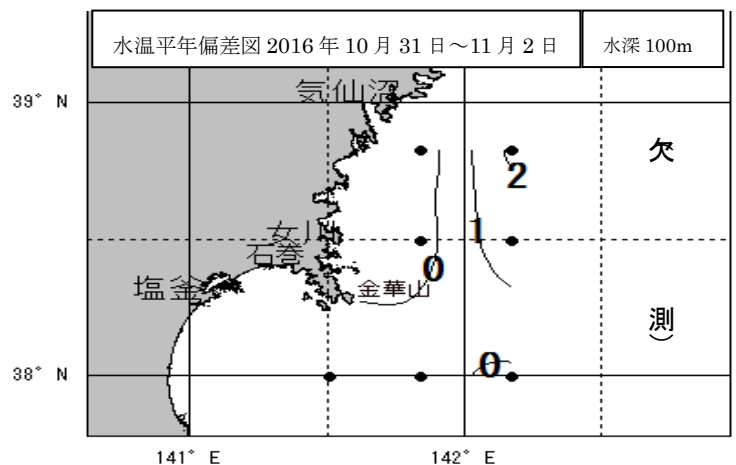 水温平年偏差図 2016 年 10 月 31 日～11 月 2 日
水深 100m
39° N
気仙沼
欠
2
女川
1
石巻
0
塩釜
金華山
測)
0
38° N
141° E
142° E